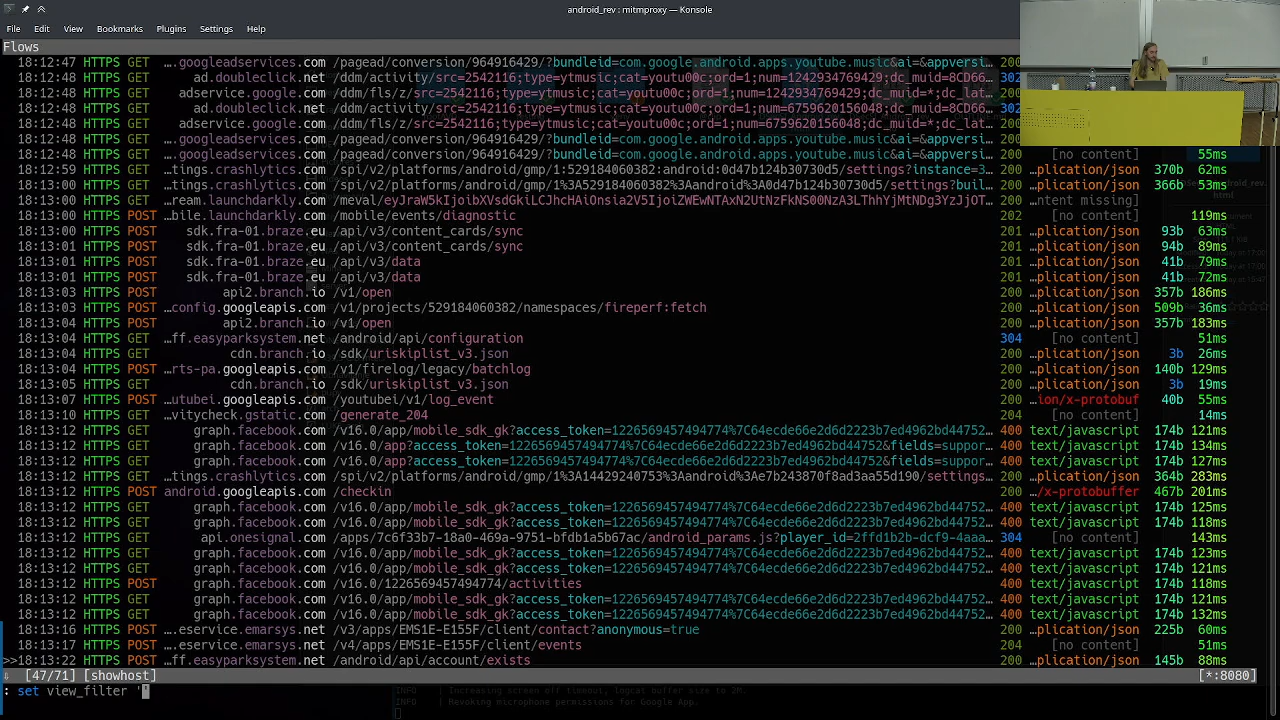 android_rev : mitmproxy — Konsole
File Edit View Bookmarks Plugins Settings Help
Flows
18:12:47 HTTPS GET ….googleadservices.com /pagead/conversion/964916429/?bundleid=com.google.android.apps.youtube.music&ai=&appversi… 200
18:12:48 HTTPS GET ad.doubleclick.net /ddm/activity/src=2542116;type=ytmusic;cat=youtu00c;ord=1;num=1242934769429;dc_muid=8CD66… 302
18:12:48 HTTPS GET adservice.google.com /ddm/fls/z/src=2542116;type=ytmusic;cat=youtu00c;ord=1;num=1242934769429;dc_muid=*;dc_lat… 200
18:12:48 HTTPS GET ad.doubleclick.net /ddm/activity/src=2542116;type=ytmusic;cat=youtu00c;ord=1;num=6759620156048;dc_muid=8CD66… 302
18:12:48 HTTPS GET adservice.google.com /ddm/fls/z/src=2542116;type=ytmusic;cat=youtu00c;ord=1;num=6759620156048;dc_muid=*;dc_lat… 200
18:12:48 HTTPS GET ….googleadservices.com /pagead/conversion/964916429/?bundleid=com.google.android.apps.youtube.music&ai=&appversi… 200
18:12:48 HTTPS GET ….googleadservices.com /pagead/conversion/964916429/?bundleid=com.google.android.apps.youtube.music&ai=&appversi… 200 [no content] 55ms
18:12:59 HTTPS GET …tings.crashlytics.com /spi/v2/platforms/android/gmp/1:529184060382:android:0d47b124b130d5/settings?instance=3… 200 …plication/json 370b 62ms
18:13:00 HTTPS GET …tings.crashlytics.com /spi/v2/platforms/android/gmp/1%3A529184060382%3Aandroid%3A0d47b124b130d5/settings?buil… 200 …plication/json 366b 53ms
18:13:00 HTTPS GET …ream.launchdarkly.com 200 …ntent missing]
18:13:00 HTTPS POST …bile.launchdarkly.com /mobile/events/diagnostic 202 [no content] 119ms
18:13:00 HTTPS POST sdk.fra-01.braze.eu /api/v3/content_cards/sync 201 …plication/json 93b 63ms
18:13:01 HTTPS POST sdk.fra-01.braze.eu /api/v3/content_cards/sync 201 …plication/json 94b 89ms
18:13:01 HTTPS POST sdk.fra-01.braze.eu /api/v3/data 201 …plication/json 41b 79ms
18:13:01 HTTPS POST sdk.fra-01.braze.eu /api/v3/data 201 …plication/json 41b 72ms
18:13:03 HTTPS POST api2.branch.io /v1/open 200 …plication/json 357b 186ms
18:13:03 HTTPS POST …config.googleapis.com /v1/projects/529184060382/namespaces/fireperf:fetch 200 …plication/json 509b 36ms
18:13:04 HTTPS POST api2.branch.io /v1/open 200 …plication/json 357b 183ms
18:13:04 HTTPS GET …ff.easyparksystem.net /android/api/configuration 304 [no content] 51ms
18:13:04 HTTPS GET cdn.branch.io /sdk/uriskiplist_v3.json 200 …plication/json 3b 26ms
18:13:04 HTTPS POST …rts-pa.googleapis.com /v1/firelog/legacy/batchlog 200 …plication/json 140b 129ms
18:13:05 HTTPS GET cdn.branch.io /sdk/uriskiplist_v3.json 200 …plication/json 3b 19ms
18:13:07 HTTPS POST …utubei.googleapis.com /youtubei/v1/log_event 200 …ion/x-protobuf 40b 55ms
18:13:10 HTTPS GET …vitycheck.gstatic.com /generate_204 204 [no content] 14ms
18:13:12 HTTPS GET graph.facebook.com /v16.0/app/mobile_sdk_gk?access_token=1226569457494774%7C64ecde66e2d6d2223b7ed4962bd44752… 400 text/javascript 174b 121ms
18:13:12 HTTPS GET graph.facebook.com /v16.0/app?access_token=1226569457494774%7C64ecde66e2d6d2223b7ed4962bd44752&fields=suppor… 400 text/javascript 174b 134ms
18:13:12 HTTPS GET graph.facebook.com /v16.0/app?access_token=1226569457494774%7C64ecde66e2d6d2223b7ed4962bd44752&fields=suppor… 400 text/javascript 174b 127ms
18:13:12 HTTPS GET …tings.crashlytics.com /spi/v2/platforms/android/gmp/1%3A14429240753%3Aandroid%3Ae7b243870f8ad3aa55d190/settings… 200 …plication/json 364b 283ms
18:13:12 HTTPS POST android.googleapis.com /checkin 200 …/x-protobuffer 467b 201ms
18:13:12 HTTPS GET graph.facebook.com /v16.0/app/mobile_sdk_gk?access_token=1226569457494774%7C64ecde66e2d6d2223b7ed4962bd44752… 400 text/javascript 174b 125ms
18:13:12 HTTPS GET graph.facebook.com /v16.0/app/mobile_sdk_gk?access_token=1226569457494774%7C64ecde66e2d6d2223b7ed4962bd44752… 400 text/javascript 174b 118ms
18:13:12 HTTPS GET api.onesignal.com /apps/7c6f33b7-18a0-469a-9751-bfdb1a5b67ac/android_params.js?player_id=2ffd1b2b-dcf9-4aaa… 304 [no content] 143ms
18:13:12 HTTPS GET graph.facebook.com /v16.0/app/mobile_sdk_gk?access_token=1226569457494774%7C64ecde66e2d6d2223b7ed4962bd44752… 400 text/javascript 174b 123ms
18:13:12 HTTPS GET graph.facebook.com /v16.0/app/mobile_sdk_gk?access_token=1226569457494774%7C64ecde66e2d6d2223b7ed4962bd44752… 400 text/javascript 174b 121ms
18:13:12 HTTPS POST graph.facebook.com /v16.0/1226569457494774/activities 400 text/javascript 174b 118ms
18:13:12 HTTPS GET graph.facebook.com /v16.0/app/mobile_sdk_gk?access_token=1226569457494774%7C64ecde66e2d6d2223b7ed4962bd44752… 400 text/javascript 174b 121ms
18:13:12 HTTPS GET graph.facebook.com /v16.0/app/mobile_sdk_gk?access_token=1226569457494774%7C64ecde66e2d6d2223b7ed4962bd44752… 400 text/javascript 174b 132ms
18:13:16 HTTPS POST …eservice.emarsys.net /v3/apps/EMS1E-E155F/client/contact?anonymous=true 200 …plication/json 225b 60ms
18:13:17 HTTPS POST …eservice.emarsys.net /v4/apps/EMS1E-E155F/client/events 204 [no content] 51ms
>>18:13:22 HTTPS POST …ff.easyparksystem.net /android/api/account/exists 200 …plication/json 145b 88ms
⇩ [47/71] [showhost] [*:8080]
: set view_filter ''
INFO | Increasing screen off timeout, logcat buffer size to 2M.
INFO | Revoking microphone permissions for Google App.